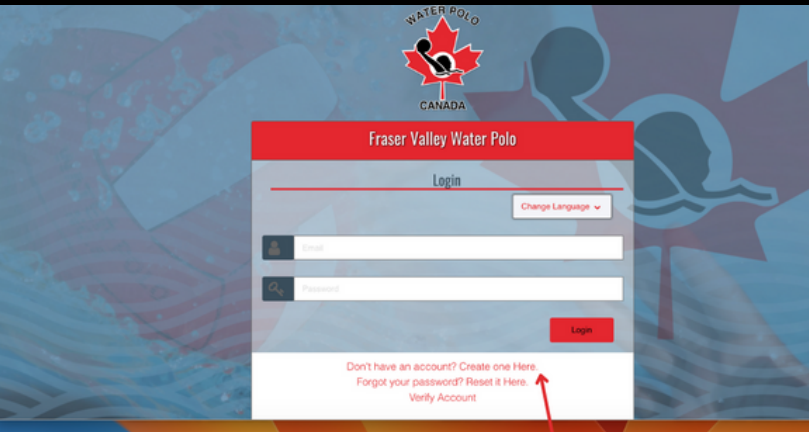 WATER POLO
CANADA
Fraser Valley Water Polo
Login
Change Language
Email
Password
Login
Don't have an account? Create one Here.
Forgot your password? Reset it Here.
Verify Account